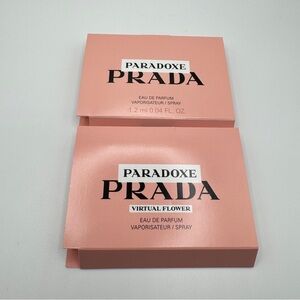 PARADOXE
PRADA
EAU DE PARFUM
VAPORISATEUR / SPRAY
1.2 ml 0.04 FL. OZ.
PARADOXE
PRADA
VIRTUAL FLOWER
EAU DE PARFUM
VAPORISATEUR / SPRAY